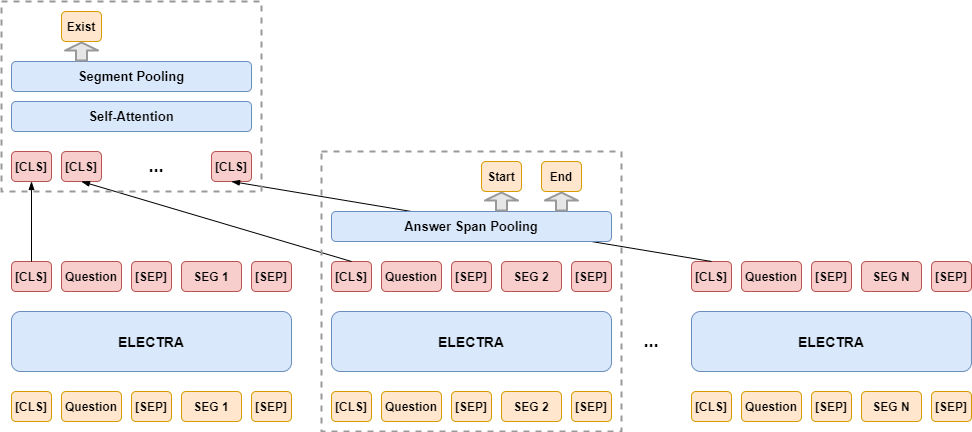 Exist
Segment Pooling
Self-Attention
[CLS] [CLS] ... [CLS]
Start End
Answer Span Pooling
[CLS] Question [SEP] SEG 1 [SEP] [CLS] Question [SEP] SEG 2 [SEP] [CLS] Question [SEP] SEG N [SEP]
ELECTRA ELECTRA ... ELECTRA
[CLS] Question [SEP] SEG 1 [SEP] [CLS] Question [SEP] SEG 2 [SEP] [CLS] Question [SEP] SEG N [SEP]